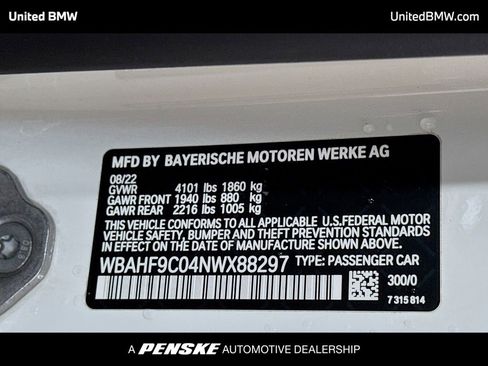 United BMW
UnitedBMW.com
MFD BY BAYERISCHE MOTOREN WERKE AG
08/22
GVWR 4101 lbs 1860 kg
GAWR FRONT 1940 lbs 880 kg
GAWR REAR 2216 lbs 1005 kg
THIS VEHICLE CONFORMS TO ALL APPLICABLE U.S.FEDERAL MOTOR
VEHICLE SAFETY, BUMPER AND THEFT PREVENTION STANDARDS
IN EFFECT ON THE DATE OF MANUFACTURE SHOWN ABOVE.
WBAHF9C04NWX88297 TYPE: PASSENGER CAR
300/0
7 315 814
A PENSKE AUTOMOTIVE DEALERSHIP